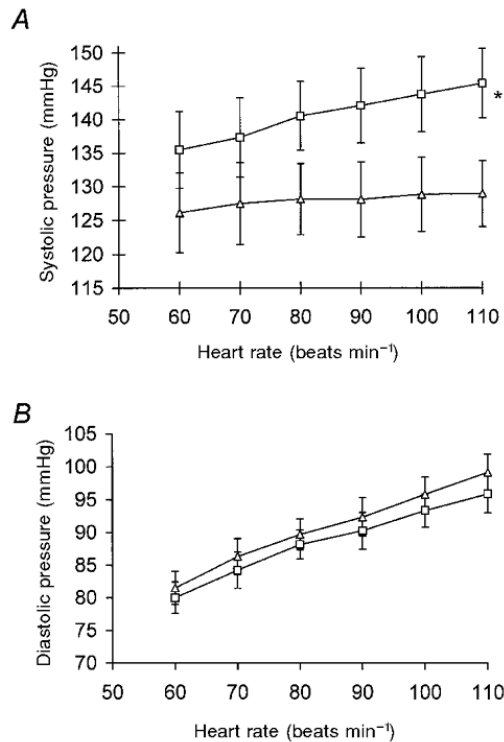 A
Systolic pressure (mmHg)
150
145
140
135
130
125
120
115
*
50 60 70 80 90 100 110
Heart rate (beats min⁻¹)
B
Diastolic pressure (mmHg)
105
100
95
90
85
80
75
70
50 60 70 80 90 100 110
Heart rate (beats min⁻¹)